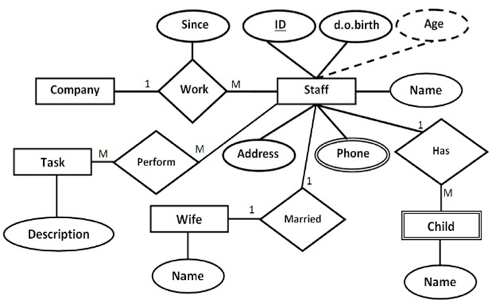 Since
ID
d.o.birth
Age
Company
1
Work
M
Staff
Name
Task
M
Perform
M
Address
Phone
1
Has
Description
Wife
1
Married
1
M
Child
Name
Name